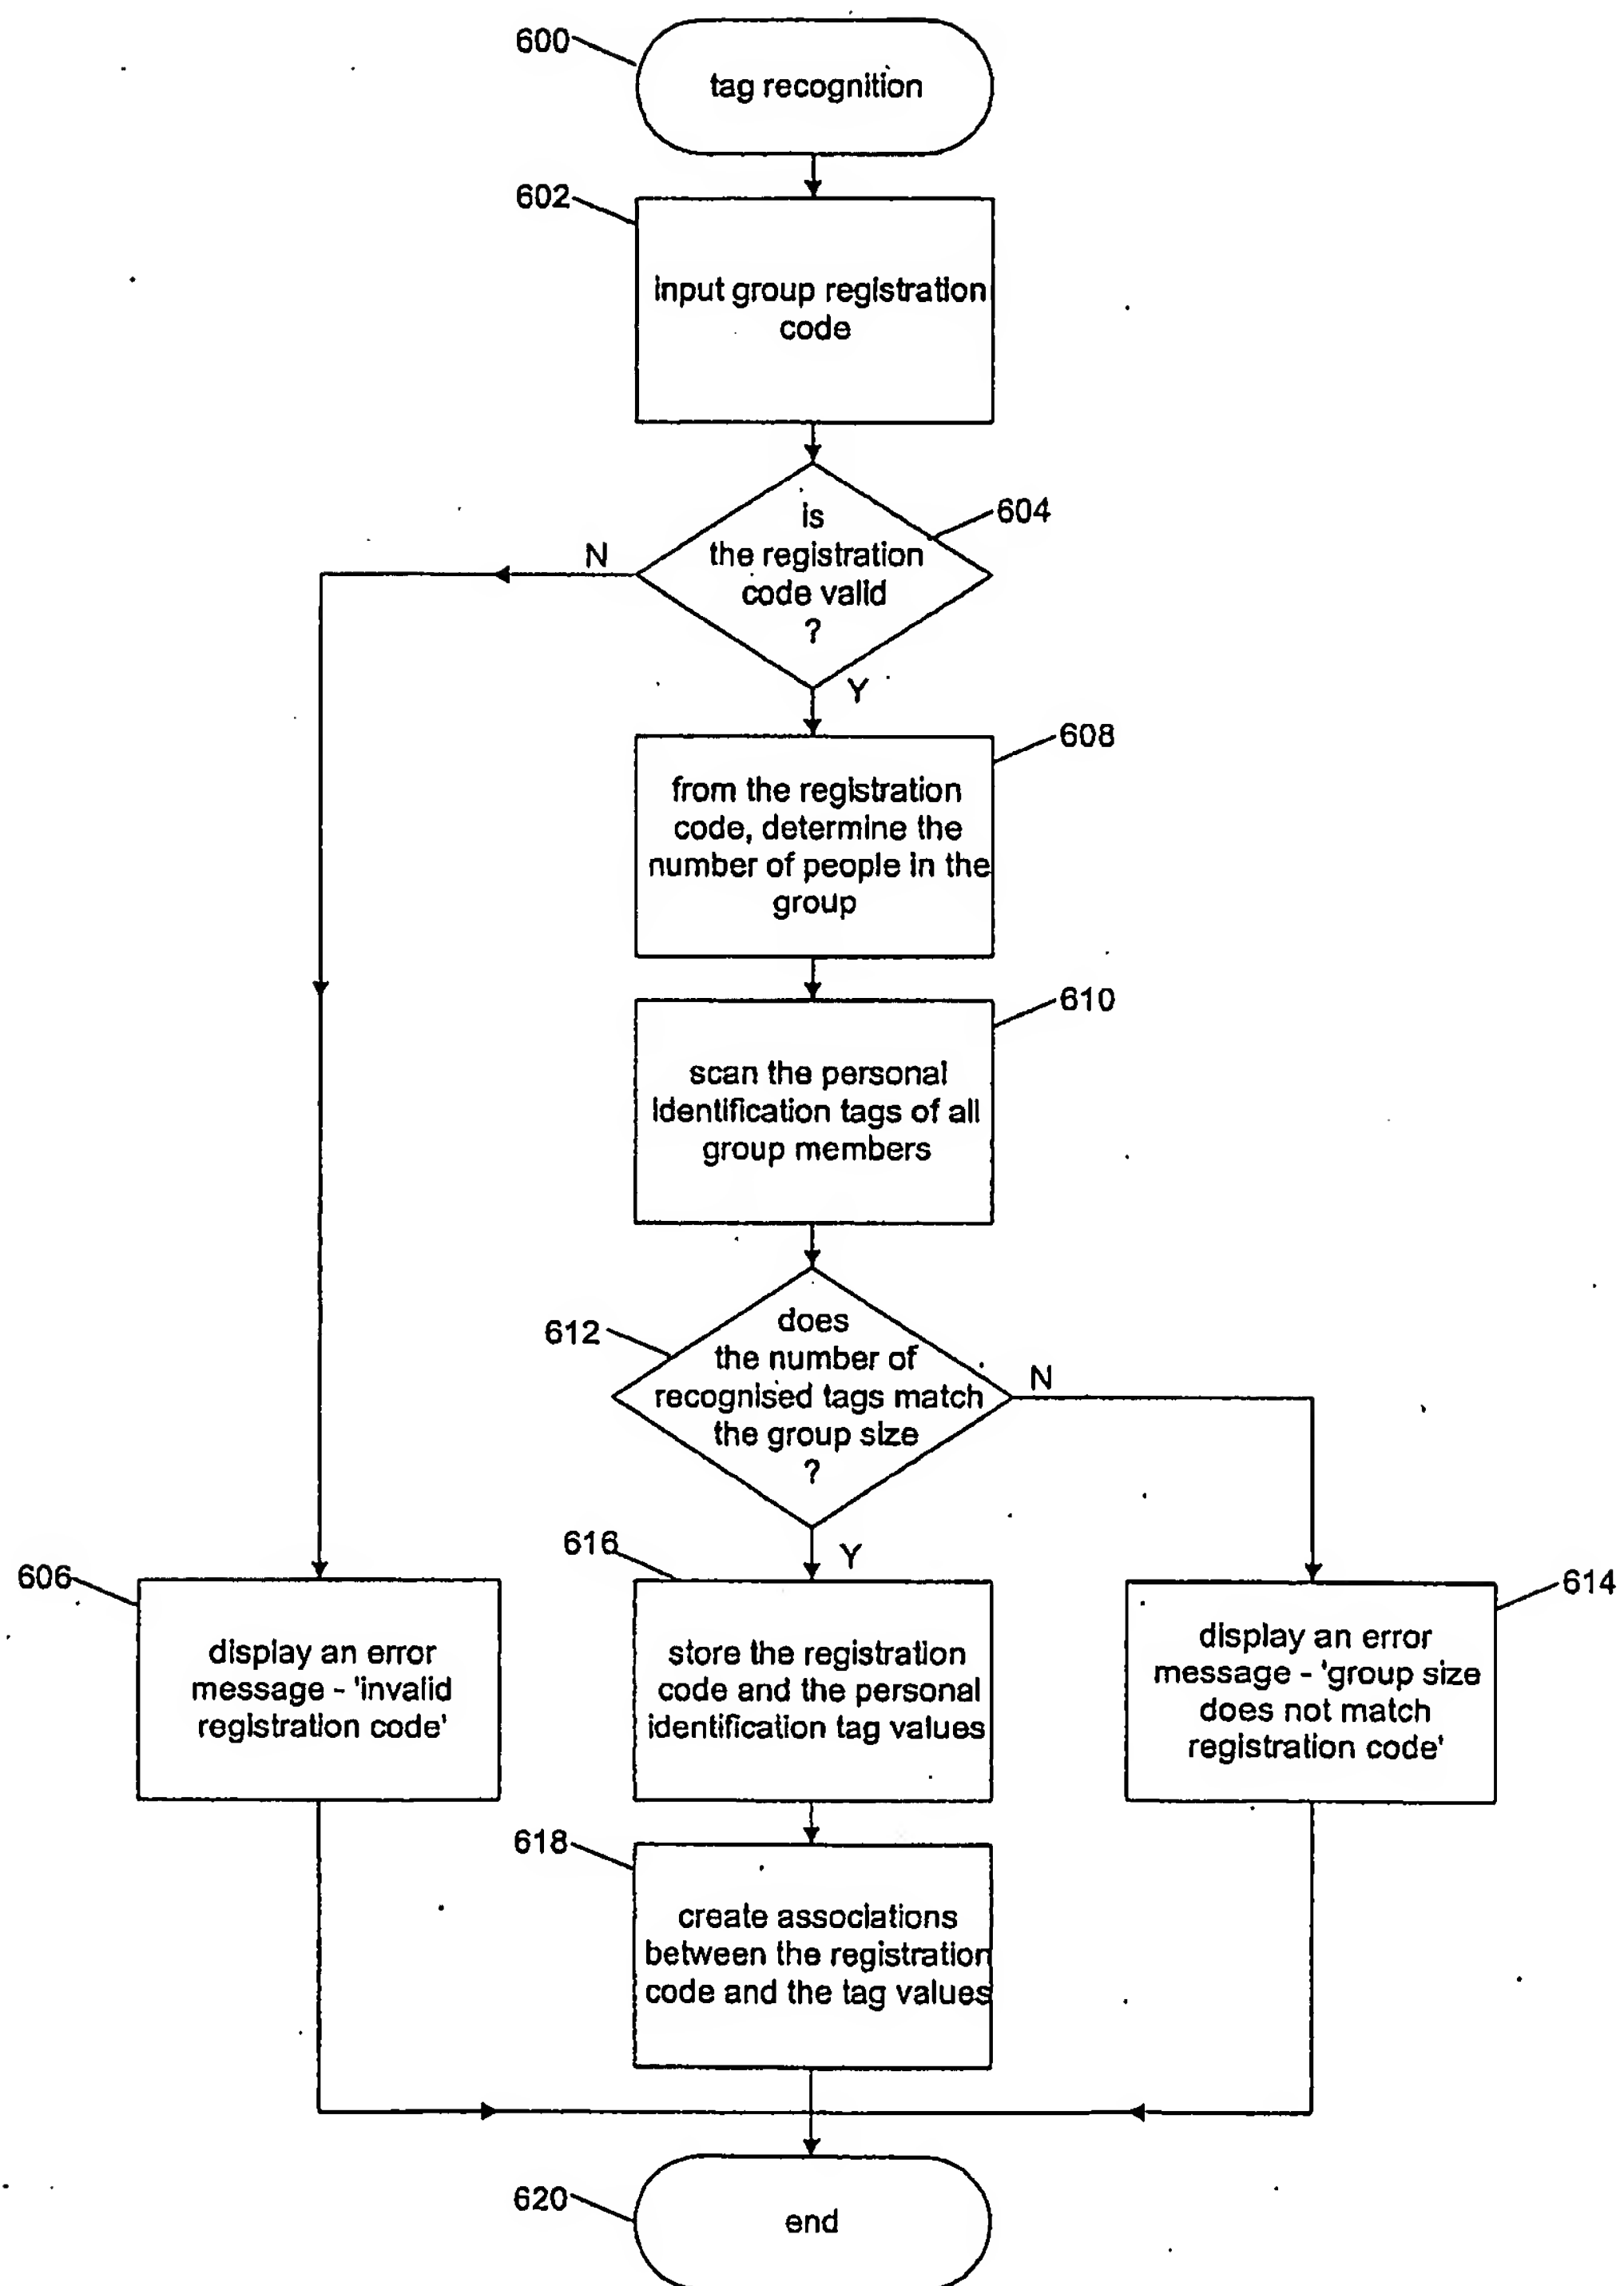 600
tag recognition
602
input group registration
code
604
is
the registration
code valid
?
N
Y
608
from the registration
code, determine the
number of people in the
group
610
scan the personal
identification tags of all
group members
612
does
the number of
recognised tags match
the group size
?
N
Y
606
display an error
message - 'invalid
registration code'
616
store the registration
code and the personal
identification tag values
614
display an error
message - 'group size
does not match
registration code'
618
create associations
between the registration
code and the tag values
620
end